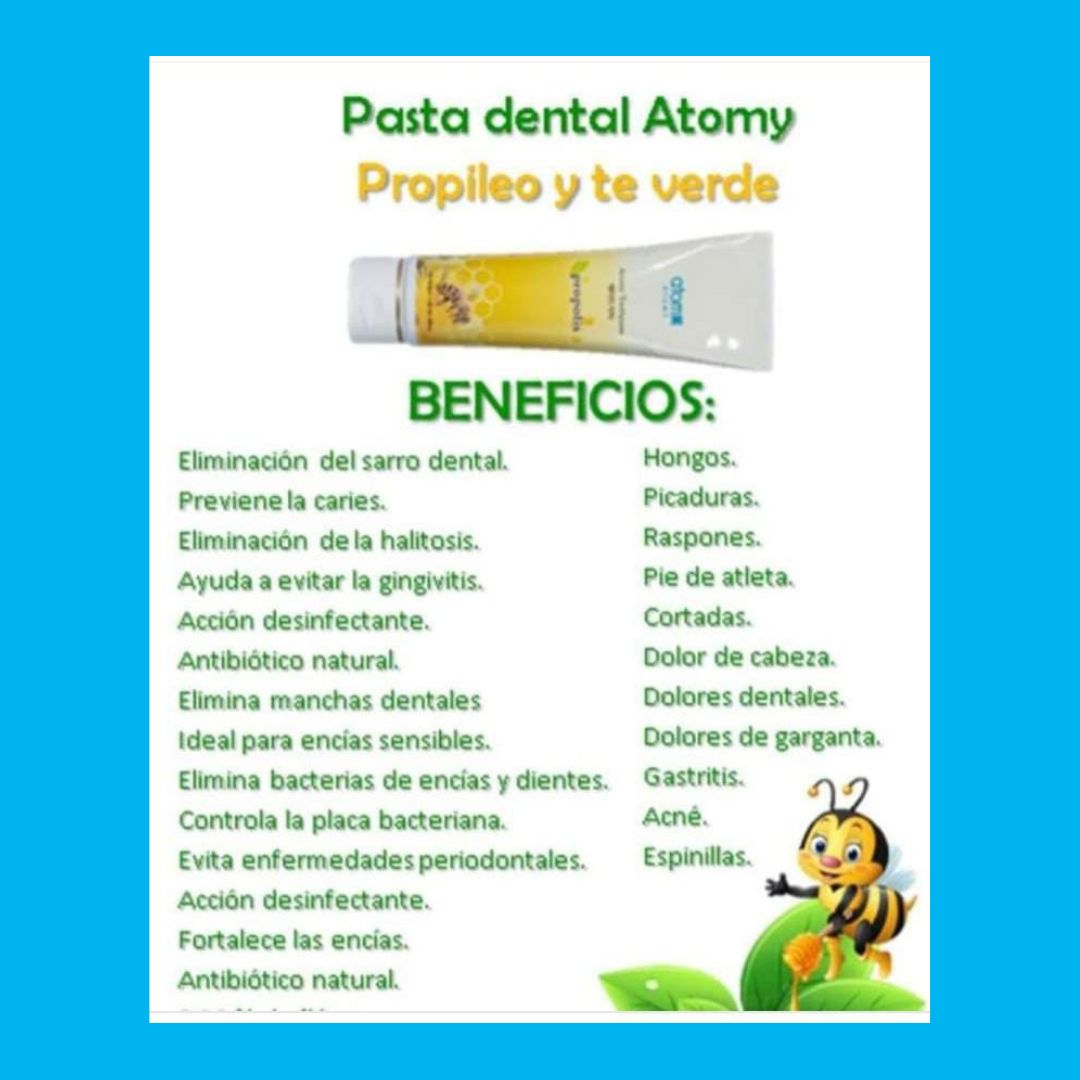 Pasta dental Atomy
Propileo y te verde
atomy
propolis
BENEFICIOS:
Eliminación del sarro dental.
Previene la caries.
Eliminación de la halitosis.
Ayuda a evitar la gingivitis.
Acción desinfectante.
Antibiótico natural.
Elimina manchas dentales
Ideal para encías sensibles.
Elimina bacterias de encías y dientes.
Controla la placa bacteriana.
Evita enfermedades periodontales.
Acción desinfectante.
Fortalece las encías.
Antibiótico natural.
Hongos.
Picaduras.
Raspones.
Pie de atleta.
Cortadas.
Dolor de cabeza.
Dolores dentales.
Dolores de garganta.
Gastritis.
Acné.
Espinillas.